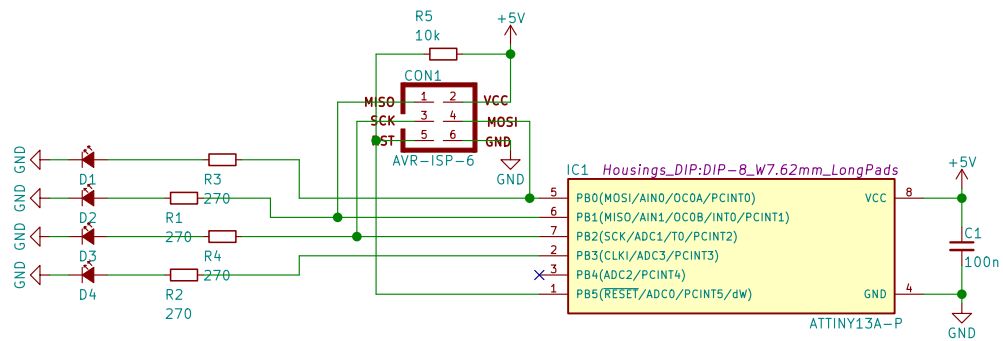 R5
10k
+5V
CON1
MISO 1 2 VCC
SCK 3 4 MOSI
RST 5 6 GND
AVR-ISP-6
GND
GND
D1
R3
270
GND
D2
R1
270
GND
D3
R4
270
GND
D4
R2
270
IC1 Housings_DIP:DIP-8_W7.62mm_LongPads
5 PB0(MOSI/AIN0/OC0A/PCINT0) VCC 8
6 PB1(MISO/AIN1/OC0B/INT0/PCINT1)
7 PB2(SCK/ADC1/T0/PCINT2)
2 PB3(CLKI/ADC3/PCINT3)
3 PB4(ADC2/PCINT4)
1 PB5(RESET/ADC0/PCINT5/dW) GND 4
ATTINY13A-P
+5V
C1
100n
GND